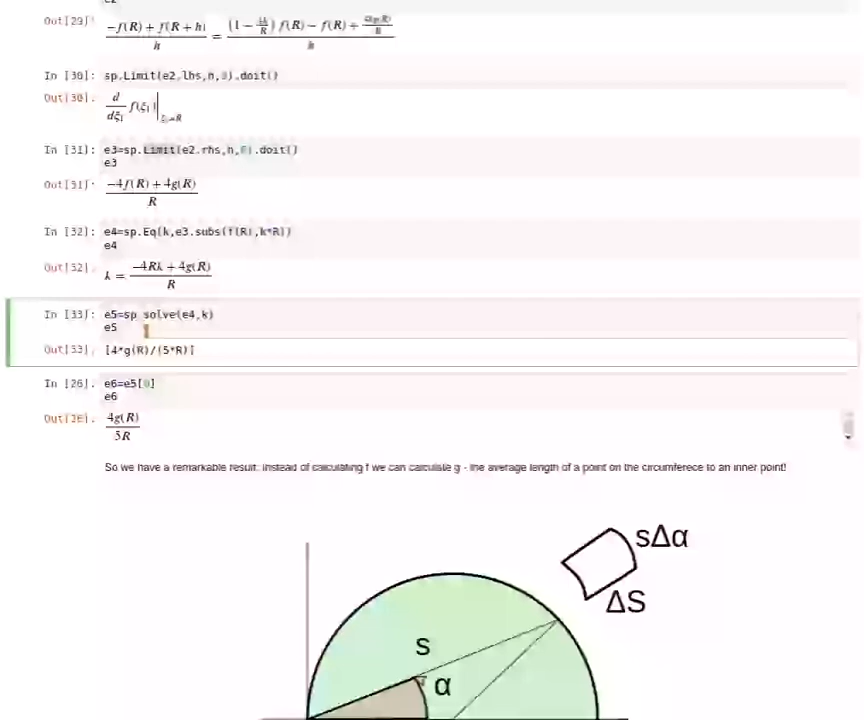 e2
Out[29]:
−f(R) + f(R + h)
h
=
(1 − 4h/R) f(R) − f(R) +
h
In [30]: sp.Limit(e2.lhs,h,0).doit()
Out[30]:
d
dξ₁
f(ξ₁)|ξ₁=R
In [31]: e3=sp.Limit(e2.rhs,h,0).doit()
e3
Out[31]:
−4f(R) + 4g(R)
R
In [32]: e4=sp.Eq(k,e3.subs(f(R),k*R))
e4
Out[32]:
k =
−4Rk + 4g(R)
R
In [33]: e5=sp solve(e4,k)
e5
Out[33]: [4*g(R)/(5*R)]
In [26]: e6=e5[0]
e6
Out[26]:
4g(R)
5R
So we have a remarkable result: instead of calculating f we can calculate g - the average length of a point on the circumferece to an inner point!
sΔα
ΔS
s
α